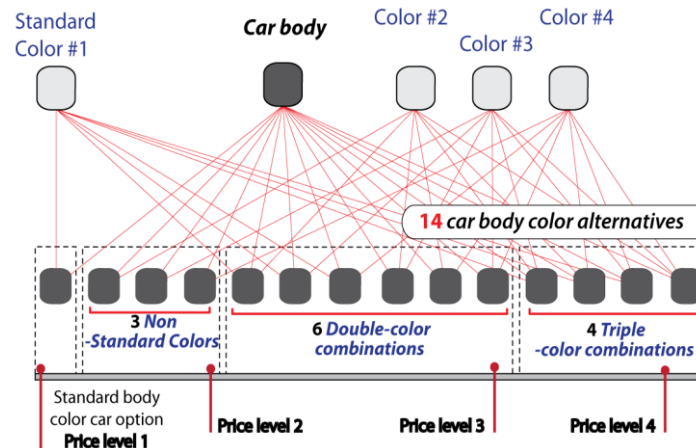 Standard
Color #1
Car body
Color #2
Color #3
Color #4
14 car body color alternatives
3 Non
-Standard Colors
6 Double-color
combinations
4 Triple
-color combinations
Standard body
color car option
Price level 1
Price level 2
Price level 3
Price level 4